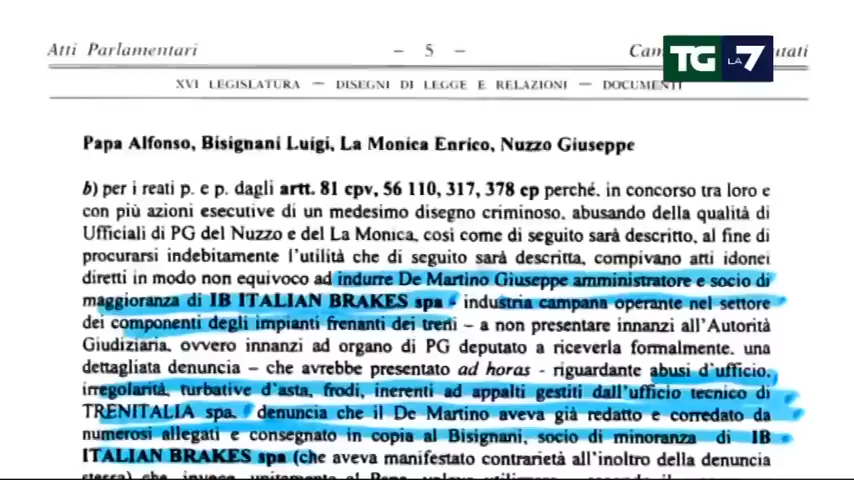 Atti Parlamentari – 5 – Cam utati
TG LA 7
XVI LEGISLATURA — DISEGNI DI LEGGE E RELAZIONI — DOCUMENTI
Papa Alfonso, Bisignani Luigi, La Monica Enrico, Nuzzo Giuseppe
b) per i reati p. e p. dagli artt. 81 cpv, 56 110, 317, 378 cp perché, in concorso tra loro e
con più azioni esecutive di un medesimo disegno criminoso, abusando della qualità di
Ufficiali di PG del Nuzzo e del La Monica, così come di seguito sarà descritto, al fine di
procurarsi indebitamente l'utilità che di seguito sarà descritta, compivano atti idonei
diretti in modo non equivoco ad indurre De Martino Giuseppe amministratore e socio di
maggioranza di IB ITALIAN BRAKES spa - industria campana operante nel settore
dei componenti degli impianti frenanti dei treni – a non presentare innanzi all'Autorità
Giudiziaria, ovvero innanzi ad organo di PG deputato a riceverla formalmente, una
dettagliata denuncia – che avrebbe presentato ad horas - riguardante abusi d'ufficio,
irregolarità, turbative d'asta, frodi, inerenti ad appalti gestiti dall'ufficio tecnico di
TRENITALIA spa, denuncia che il De Martino aveva già redatto e corredato da
numerosi allegati e consegnato in copia al Bisignani, socio di minoranza di IB
ITALIAN BRAKES spa (che aveva manifestato contrarietà all'inoltro della denuncia